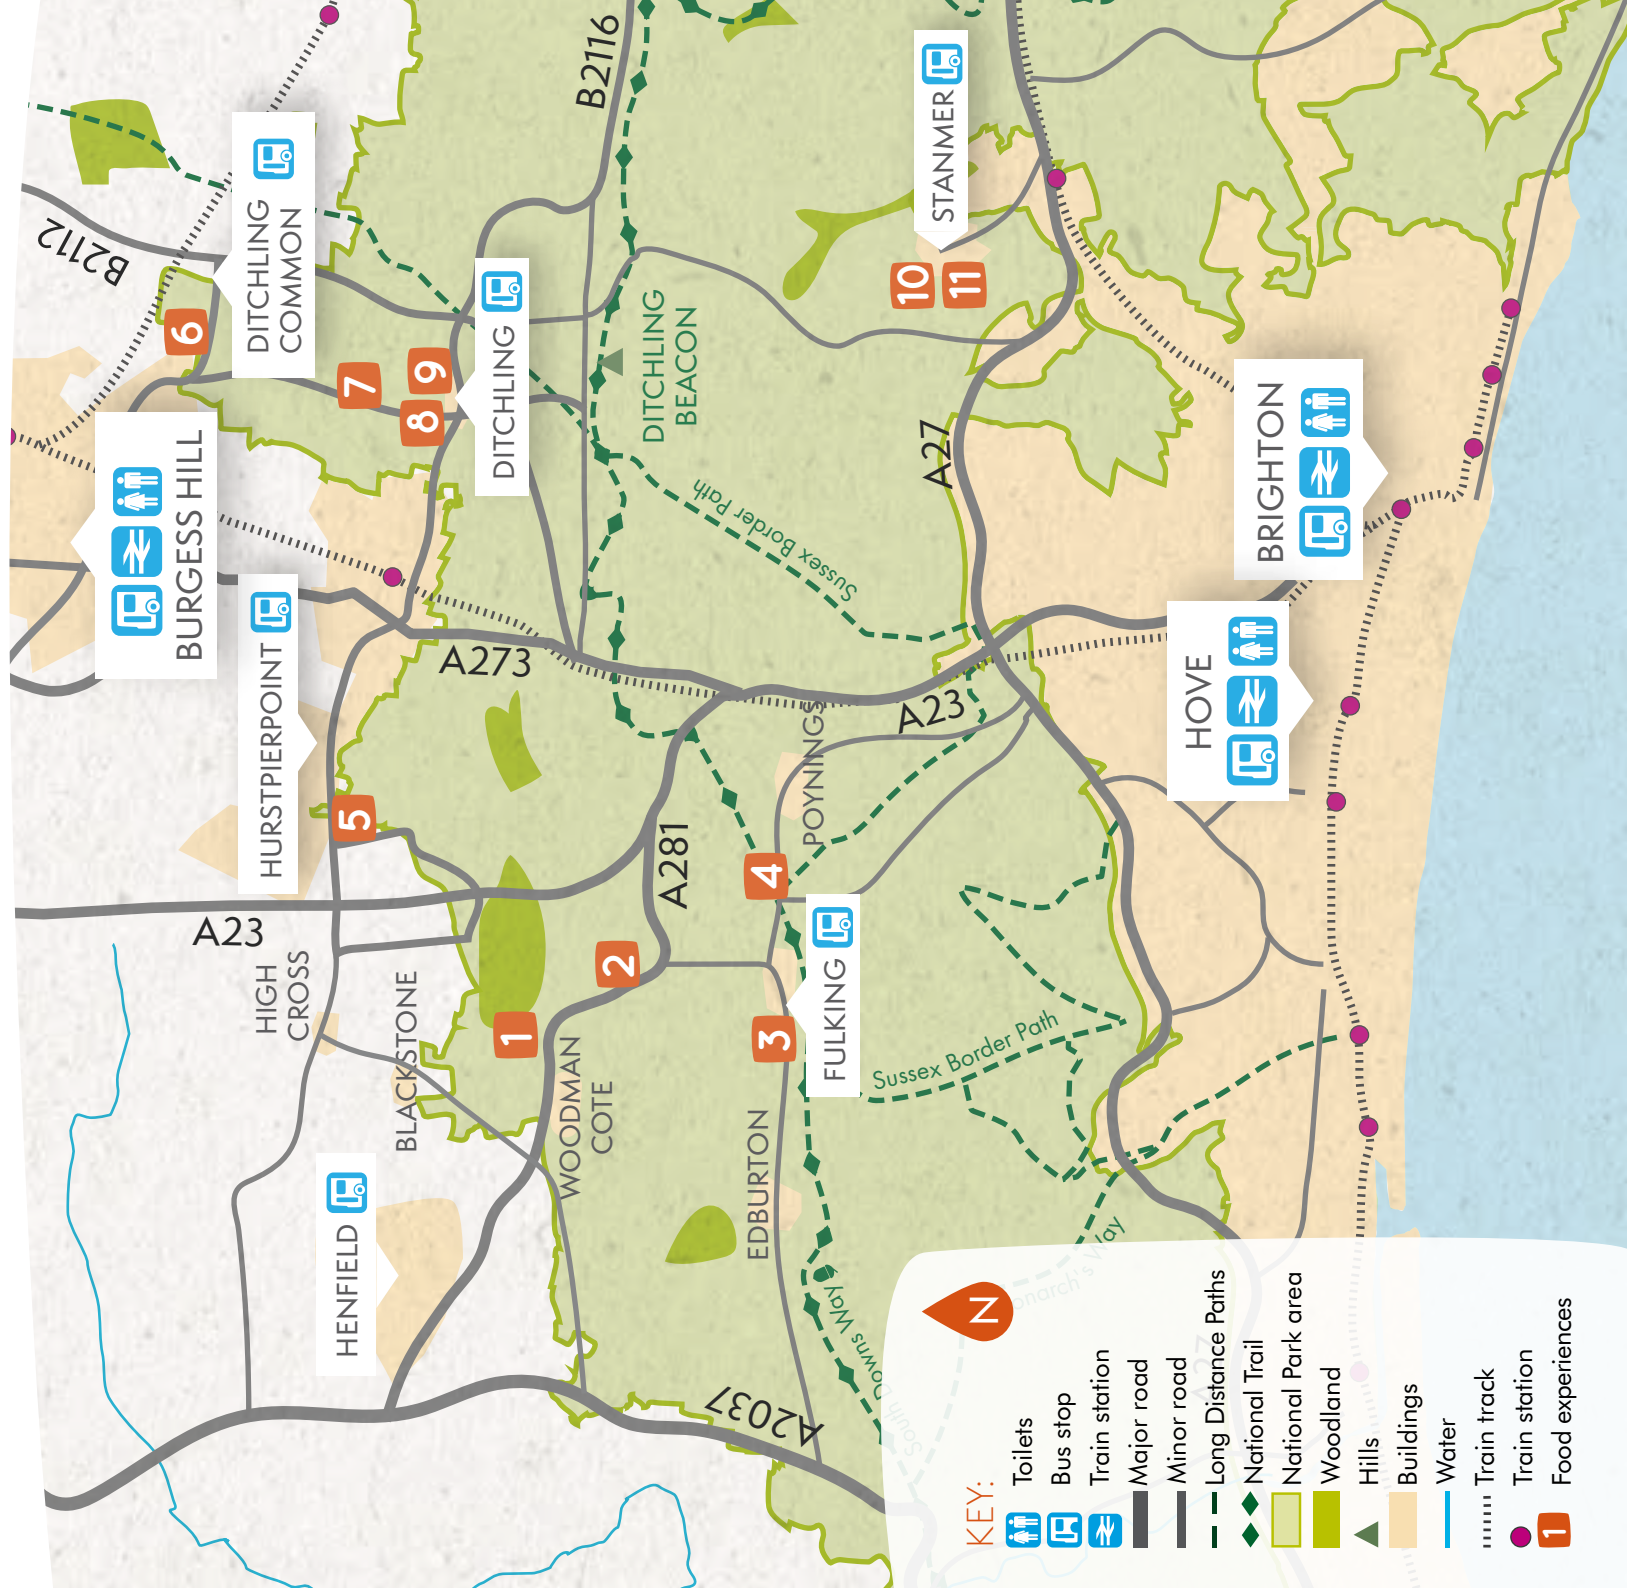 HENFIELD
HIGH
CROSS
A23
HURSTPIERPOINT
BURGESS HILL
B2112
DITCHLING
COMMON
6
BLACKSTONE
5
7
8
9
DITCHLING
B2116
A273
1
WOODMAN
COTE
2
A281
DITCHLING
BEACON
Sussex Border Path
EDBURTON
3
4
POYNINGS
FULKING
A2037
South Downs Way
Sussex Border Path
A23
A27
10
11
STANMER
HOVE
BRIGHTON
onarch's Way
A27
N
KEY:
Toilets
Bus stop
Train station
Major road
Minor road
Long Distance Paths
National Trail
National Park area
Woodland
Hills
Buildings
Water
Train track
Train station
1 Food experiences